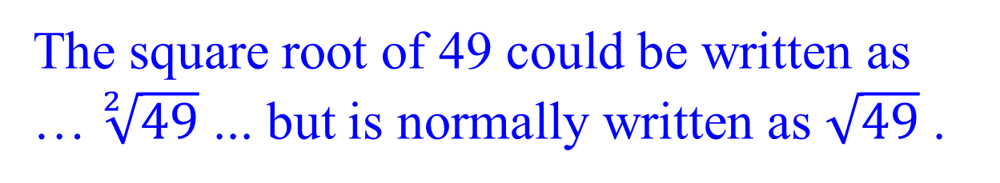 The square root of 49 could be written as
… ²√49 ... but is normally written as √49 .